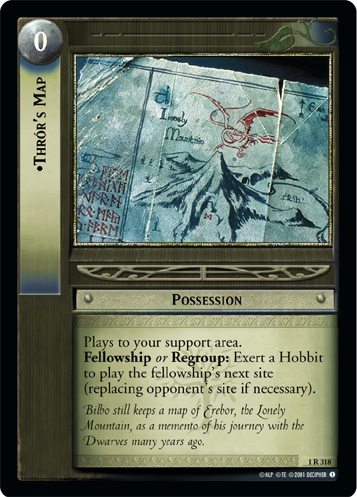 0
•Thrór's Map
Lonely
Mountain
Possession
Plays to your support area.
Fellowship or Regroup: Exert a Hobbit
to play the fellowship's next site
(replacing opponent's site if necessary).
Bilbo still keeps a map of Erebor, the Lonely
Mountain, as a memento of his journey with the
Dwarves many years ago.
1 R 318
©NLP ©TE ©2001 DECIPHER